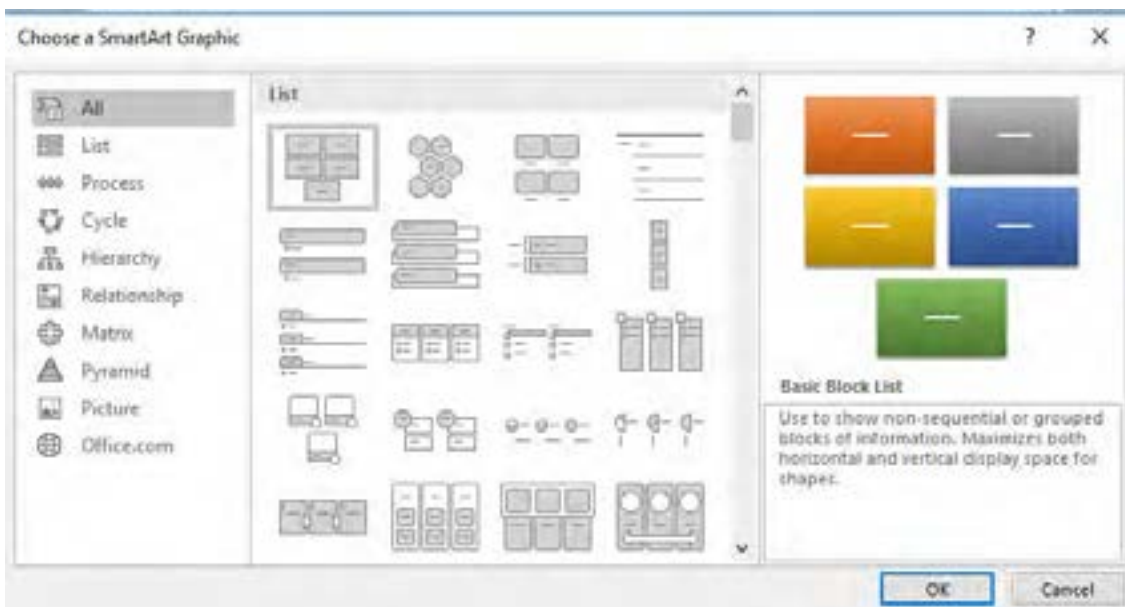 Choose a SmartArt Graphic
?
All
List
Process
Cycle
Hierarchy
Relationship
Matrix
Pyramid
Picture
Office.com
List
Basic Block List
Use to show non-sequential or grouped
blocks of information. Maximizes both
horizontal and vertical display space for
shapes.
OK
Cancel